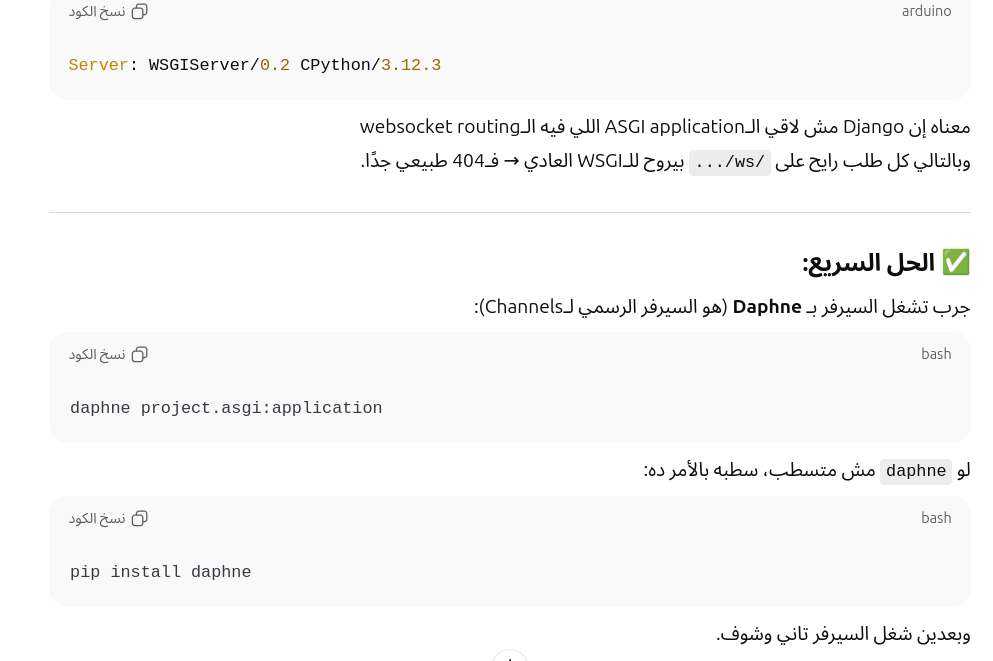 arduino
نسخ الكود
Server: WSGIServer/0.2 CPython/3.12.3
معناه إن Django مش لاقي الـASGI application اللي فيه الـwebsocket routing
وبالتالي كل طلب رايح على /ws/... بيروح للـWSGI العادي → فـ404 طبيعي جدًا.
✅ الحل السريع:
جرب تشغل السيرفر بـ Daphne (هو السيرفر الرسمي لـChannels):
bash
نسخ الكود
daphne project.asgi:application
لو daphne مش متسطب، سطبه بالأمر ده:
bash
نسخ الكود
pip install daphne
وبعدين شغل السيرفر تاني وشوف.